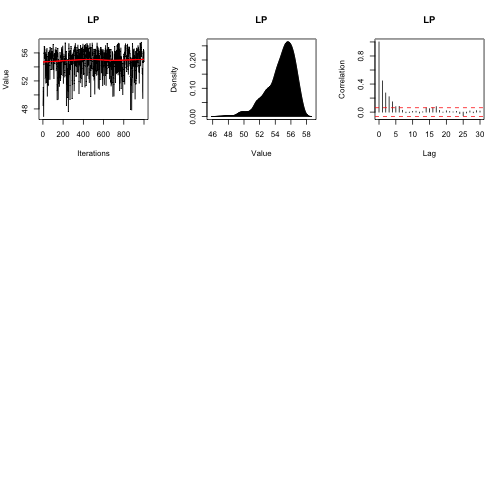 LP
Value
48 52 56
0 200 400 600 800
Iterations
LP
Density
0.00 0.10 0.20
46 48 50 52 54 56 58
Value
LP
Correlation
0.0 0.4 0.8
0 5 10 15 20 25 30
Lag